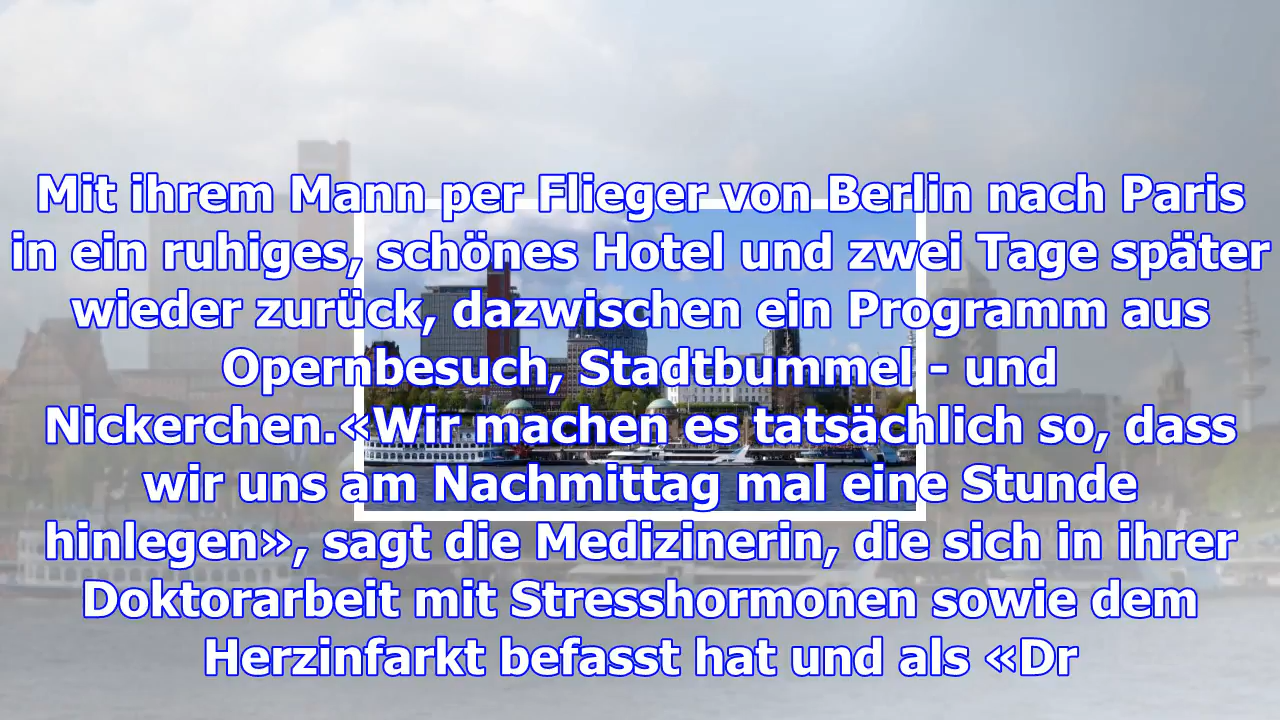 Mit ihrem Mann per Flieger von Berlin nach Paris
in ein ruhiges, schönes Hotel und zwei Tage später
wieder zurück, dazwischen ein Programm aus
Opernbesuch, Stadtbummel - und
Nickerchen.«Wir machen es tatsächlich so, dass
wir uns am Nachmittag mal eine Stunde
hinlegen», sagt die Medizinerin, die sich in ihrer
Doktorarbeit mit Stresshormonen sowie dem
Herzinfarkt befasst hat und als «Dr